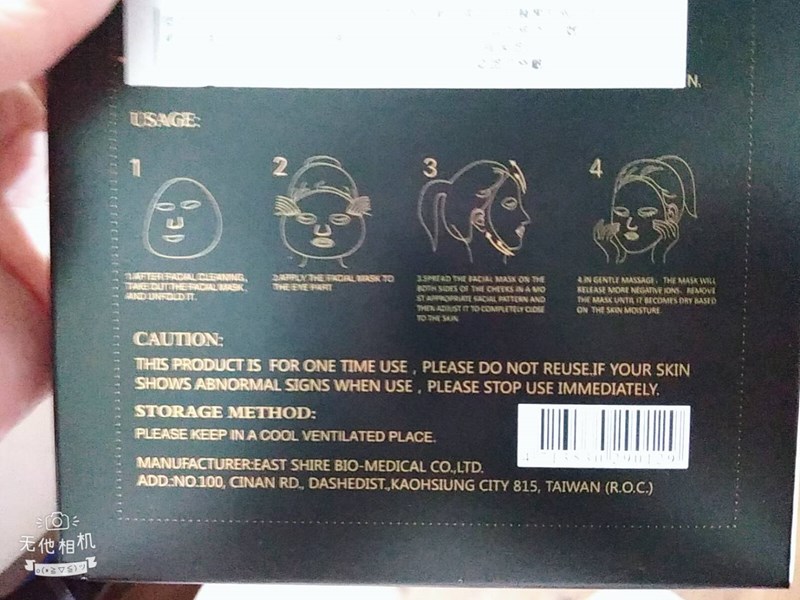 N.
USAGE:
1
2
3
4
1.AFTER FACIAL CLEANING,
TAKE OUT THE FACIAL MASK,
AND UNFOLD IT.
2.APPLY THE FACIAL MASK TO
THE EYE PART.
3.SPREAD THE FACIAL MASK ON THE
BOTH SIDES OF THE CHEEKS IN A MO
ST APPROPRIATE FACIAL PATTERN AND
THEN ADJUST IT TO COMPLETELY CLOSE
TO THE SKIN.
4.IN GENTLE MASSAGE, THE MASK WILL
RELEASE MORE NEGATIVE IONS. REMOVE
THE MASK UNTIL IT BECOMES DRY BASED
ON THE SKIN MOISTURE.
CAUTION:
THIS PRODUCT IS FOR ONE TIME USE , PLEASE DO NOT REUSE.IF YOUR SKIN
SHOWS ABNORMAL SIGNS WHEN USE , PLEASE STOP USE IMMEDIATELY.
STORAGE METHOD:
PLEASE KEEP IN A COOL VENTILATED PLACE.
MANUFACTURER:EAST SHIRE BIO-MEDICAL CO.,LTD.
ADD:NO.100, CINAN RD., DASHEDIST.,KAOHSIUNG CITY 815, TAIWAN (R.O.C.)
无他相机